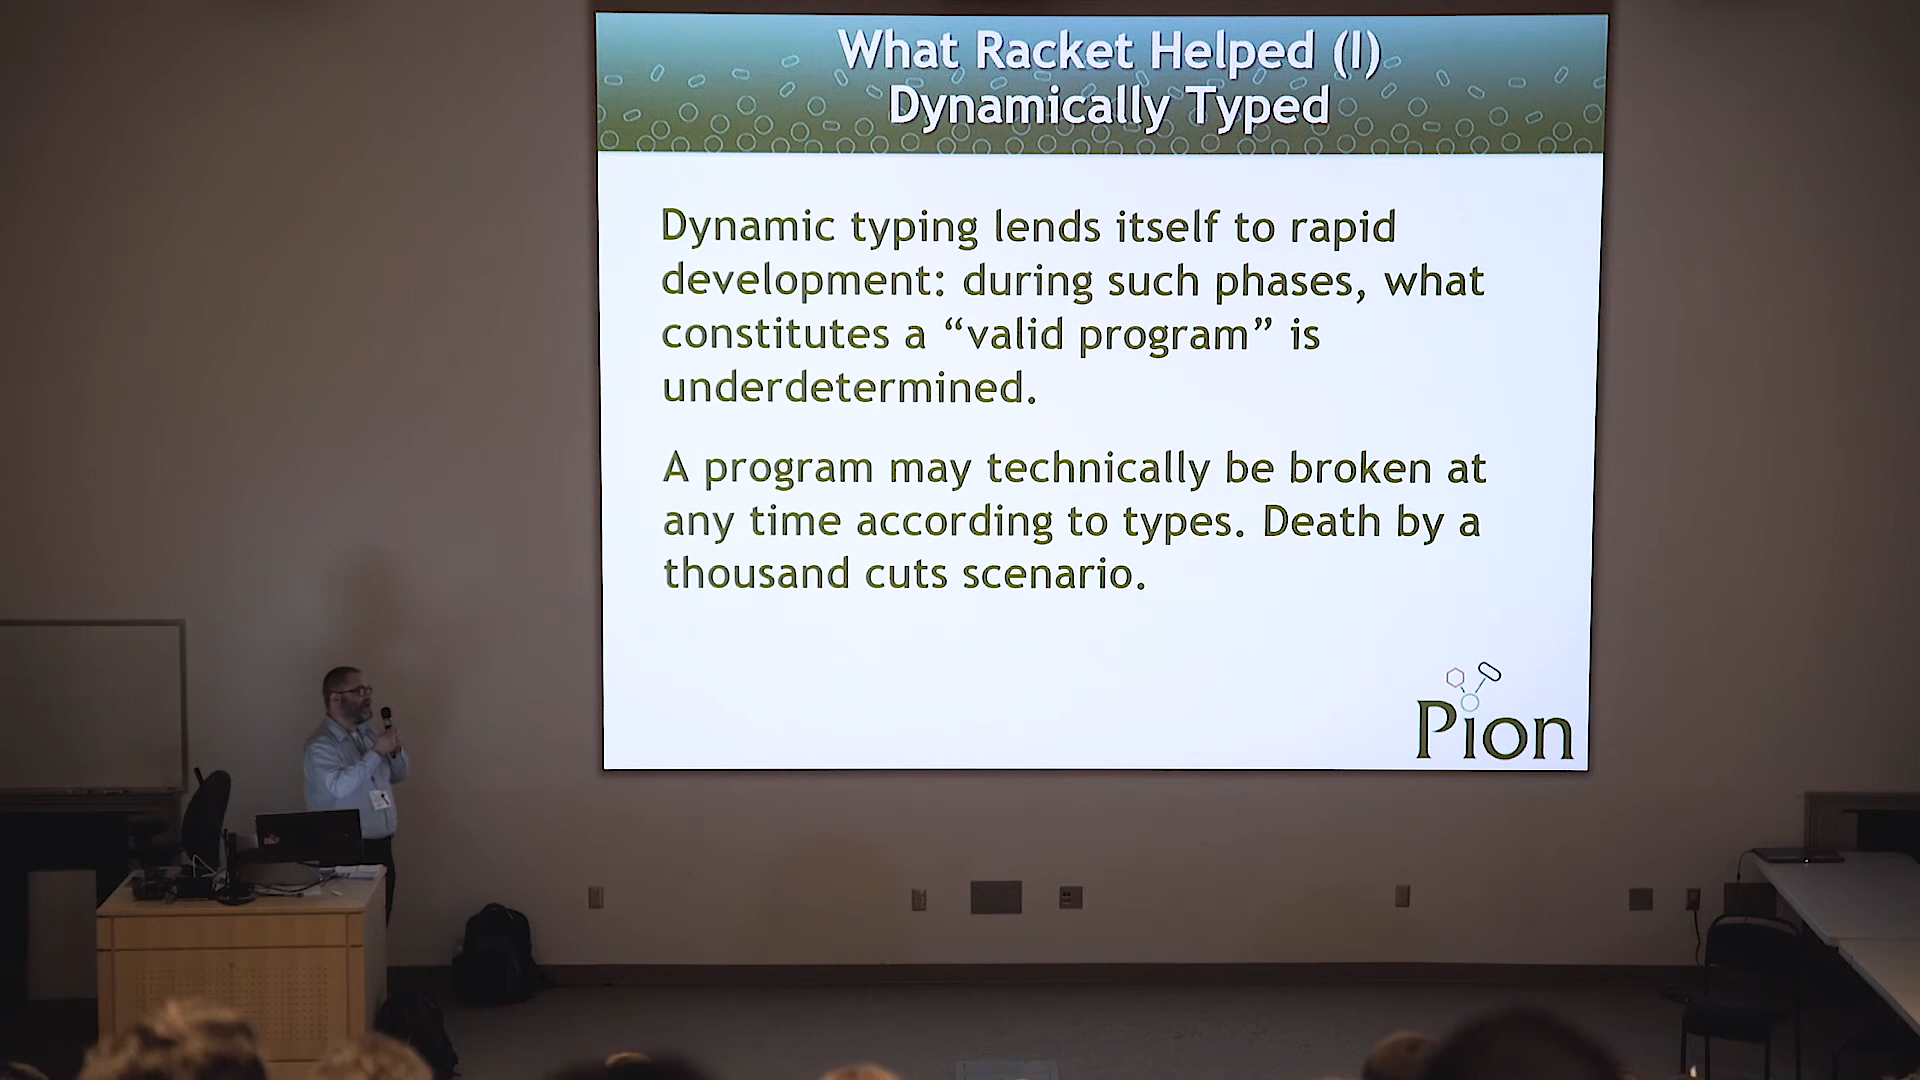 What Racket Helped (I)
Dynamically Typed
Dynamic typing lends itself to rapid
development: during such phases, what
constitutes a “valid program” is
underdetermined.
A program may technically be broken at
any time according to types. Death by a
thousand cuts scenario.
Pion